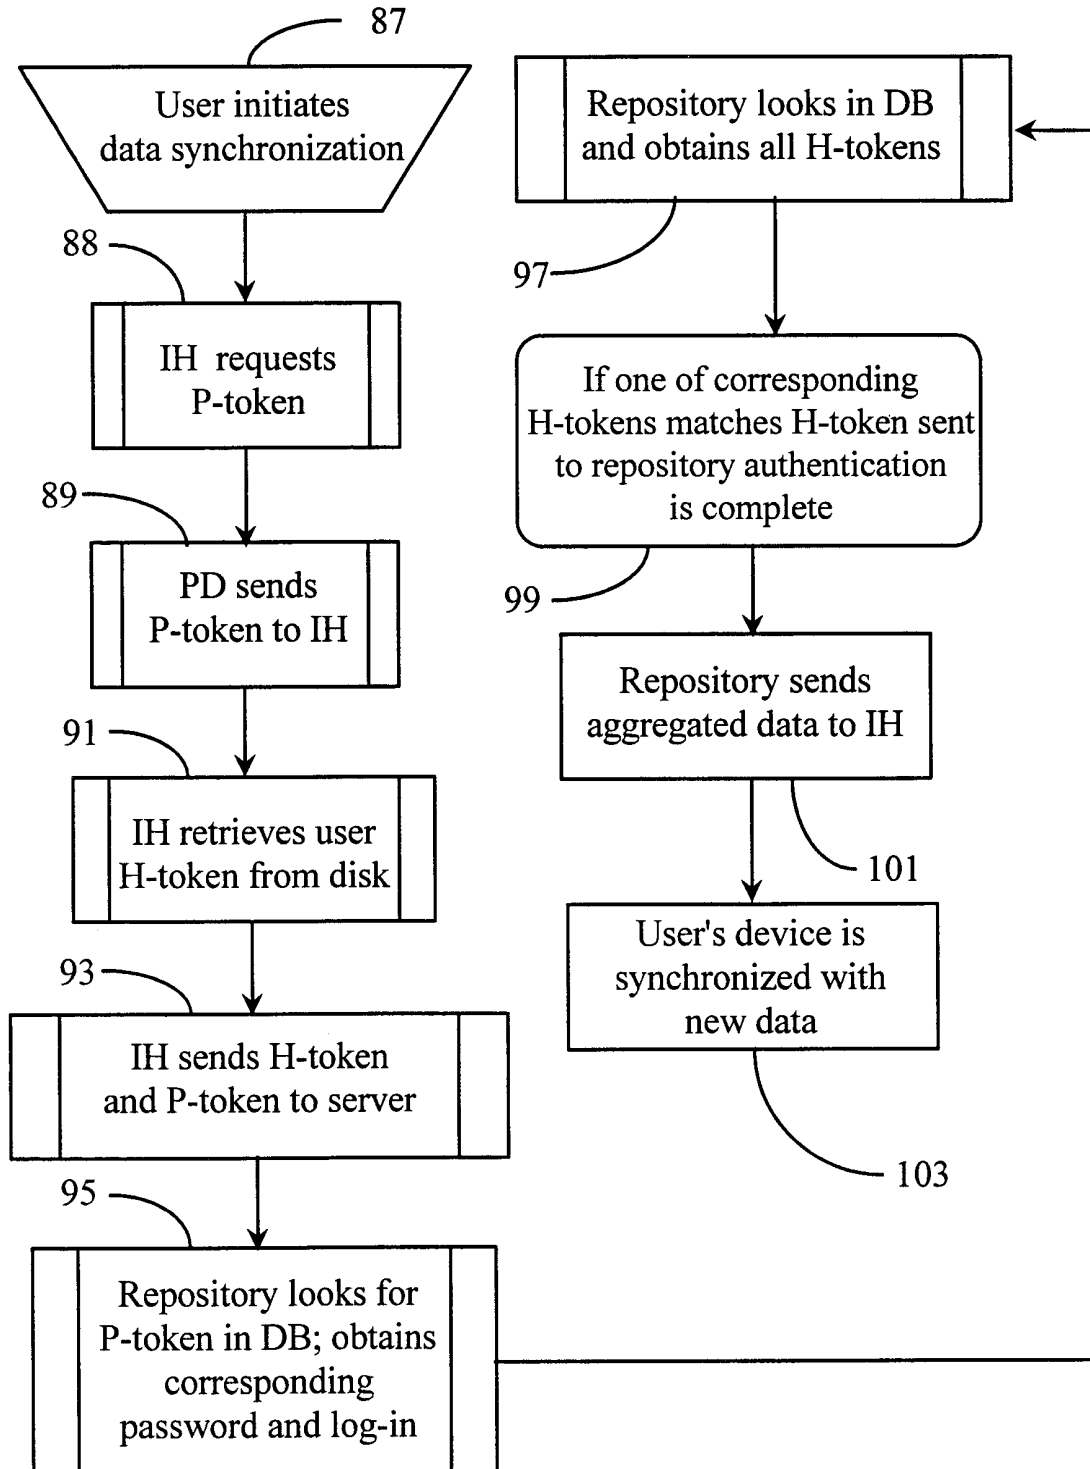 87
User initiates
data synchronization
88
IH requests
P-token
89
PD sends
P-token to IH
91
IH retrieves user
H-token from disk
93
IH sends H-token
and P-token to server
95
Repository looks for
P-token in DB; obtains
corresponding
password and log-in
Repository looks in DB
and obtains all H-tokens
97
If one of corresponding
H-tokens matches H-token sent
to repository authentication
is complete
99
Repository sends
aggregated data to IH
101
User's device is
synchronized with
new data
103